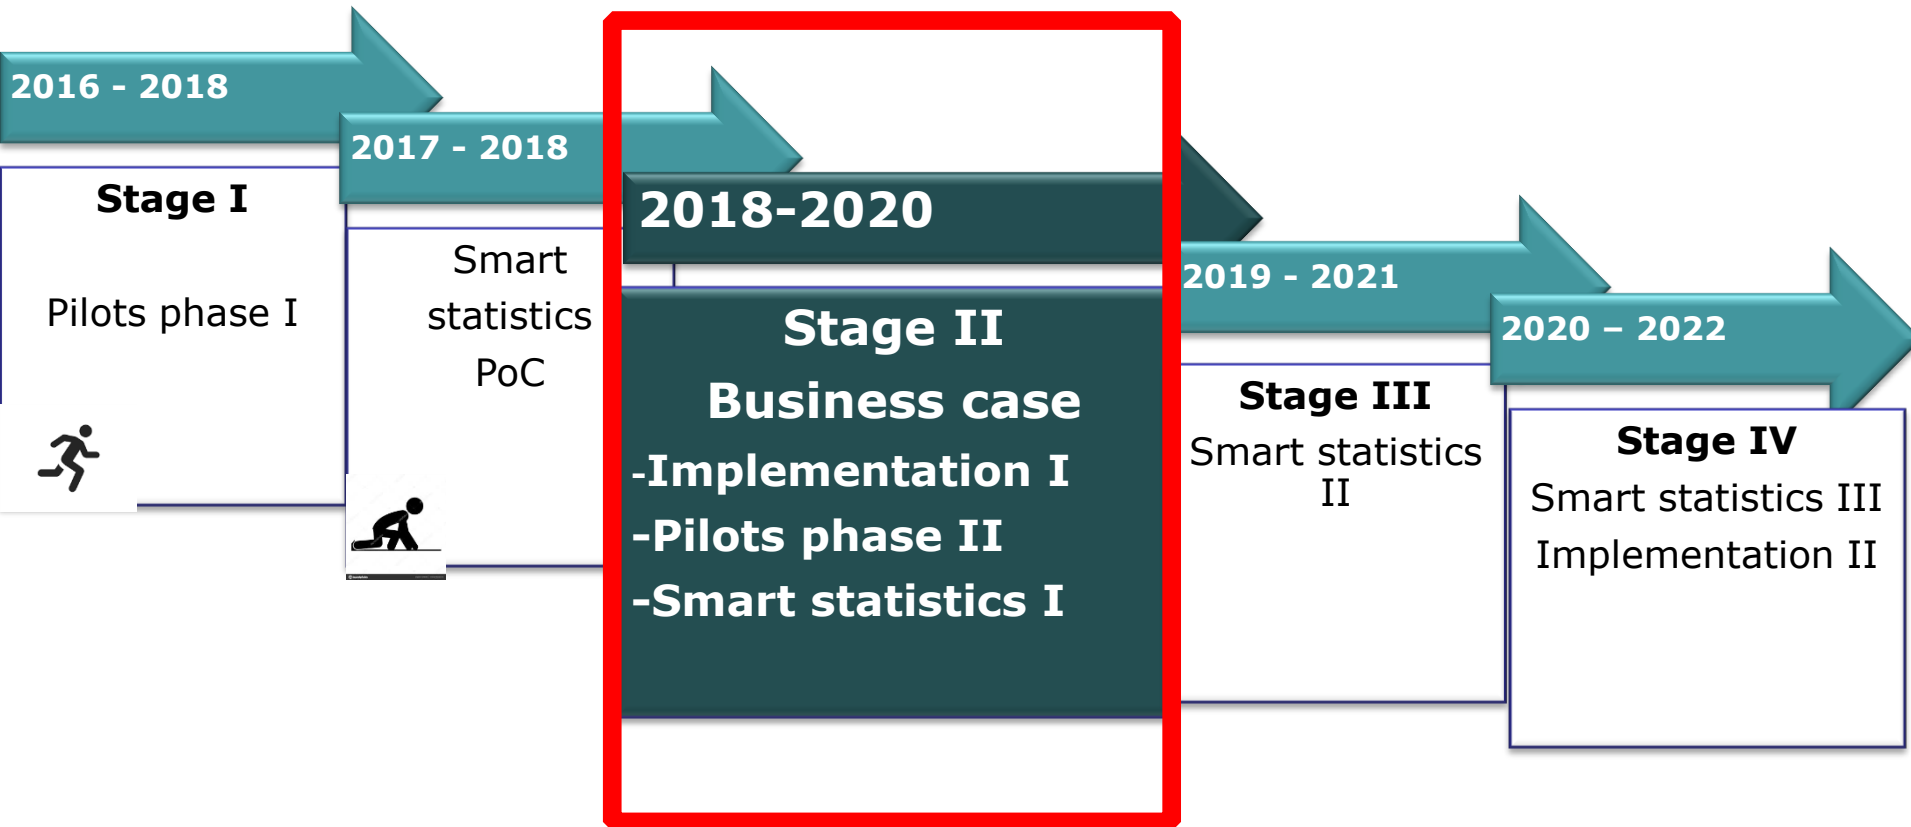 2016 - 2018
Stage I
Pilots phase I
2017 - 2018
Smart
statistics
PoC
2018-2020
Stage II
Business case
-Implementation I
-Pilots phase II
-Smart statistics I
2019 - 2021
Stage III
Smart statistics
II
2020 – 2022
Stage IV
Smart statistics III
Implementation II